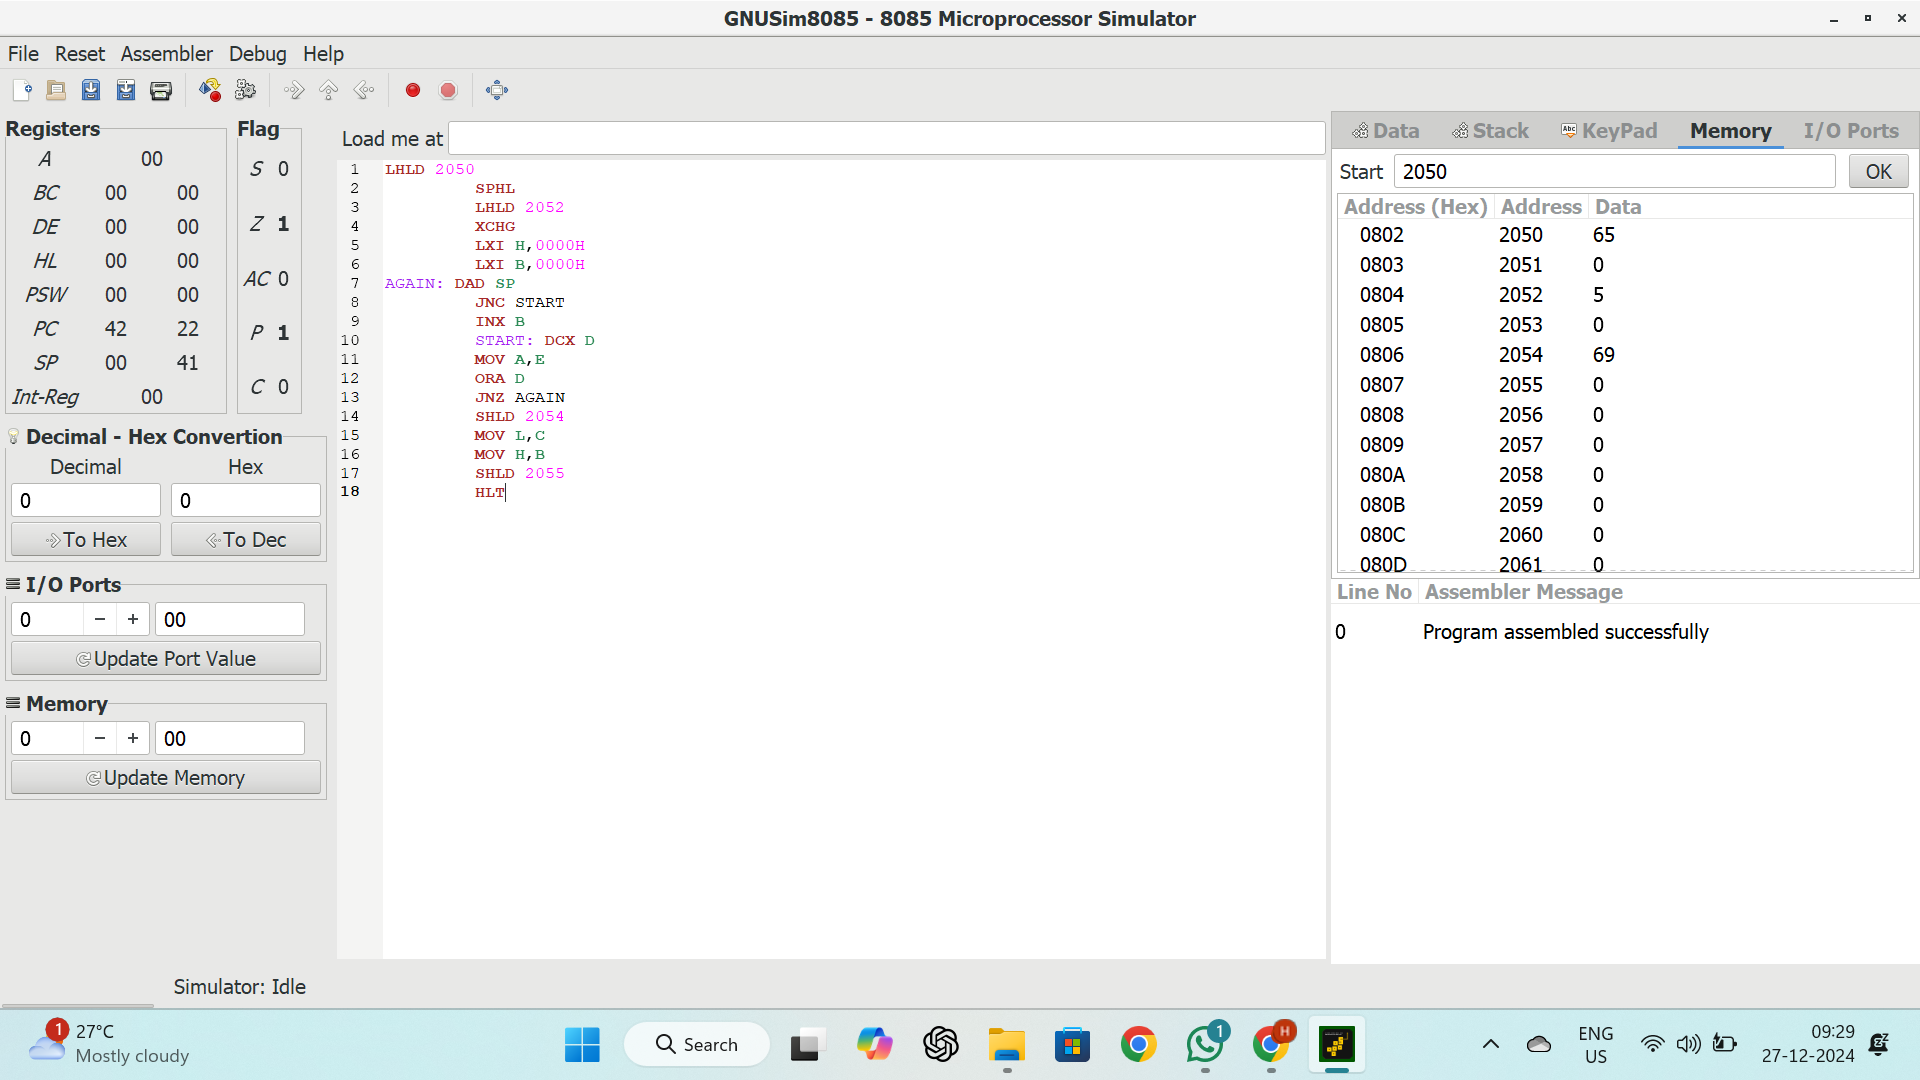 GNUSim8085 - 8085 Microprocessor Simulator
File Reset Assembler Debug Help
Registers
A 00
BC 00 00
DE 00 00
HL 00 00
PSW 00 00
PC 42 22
SP 00 41
Int-Reg 00
Flag
S 0
Z 1
AC 0
P 1
C 0
Decimal - Hex Convertion
Decimal Hex
0 0
To Hex To Dec
I/O Ports
0 − + 00
Update Port Value
Memory
0 − + 00
Update Memory
Load me at
1 LHLD 2050
2 SPHL
3 LHLD 2052
4 XCHG
5 LXI H,0000H
6 LXI B,0000H
7 AGAIN: DAD SP
8 JNC START
9 INX B
10 START: DCX D
11 MOV A,E
12 ORA D
13 JNZ AGAIN
14 SHLD 2054
15 MOV L,C
16 MOV H,B
17 SHLD 2055
18 HLT
Data Stack Abc KeyPad Memory I/O Ports
Start 2050 OK
Address (Hex) Address Data
0802 2050 65
0803 2051 0
0804 2052 5
0805 2053 0
0806 2054 69
0807 2055 0
0808 2056 0
0809 2057 0
080A 2058 0
080B 2059 0
080C 2060 0
080D 2061 0
Line No Assembler Message
0 Program assembled successfully
Simulator: Idle
1
27°C
Mostly cloudy
Search
1
H
ENG
US
09:29
27-12-2024